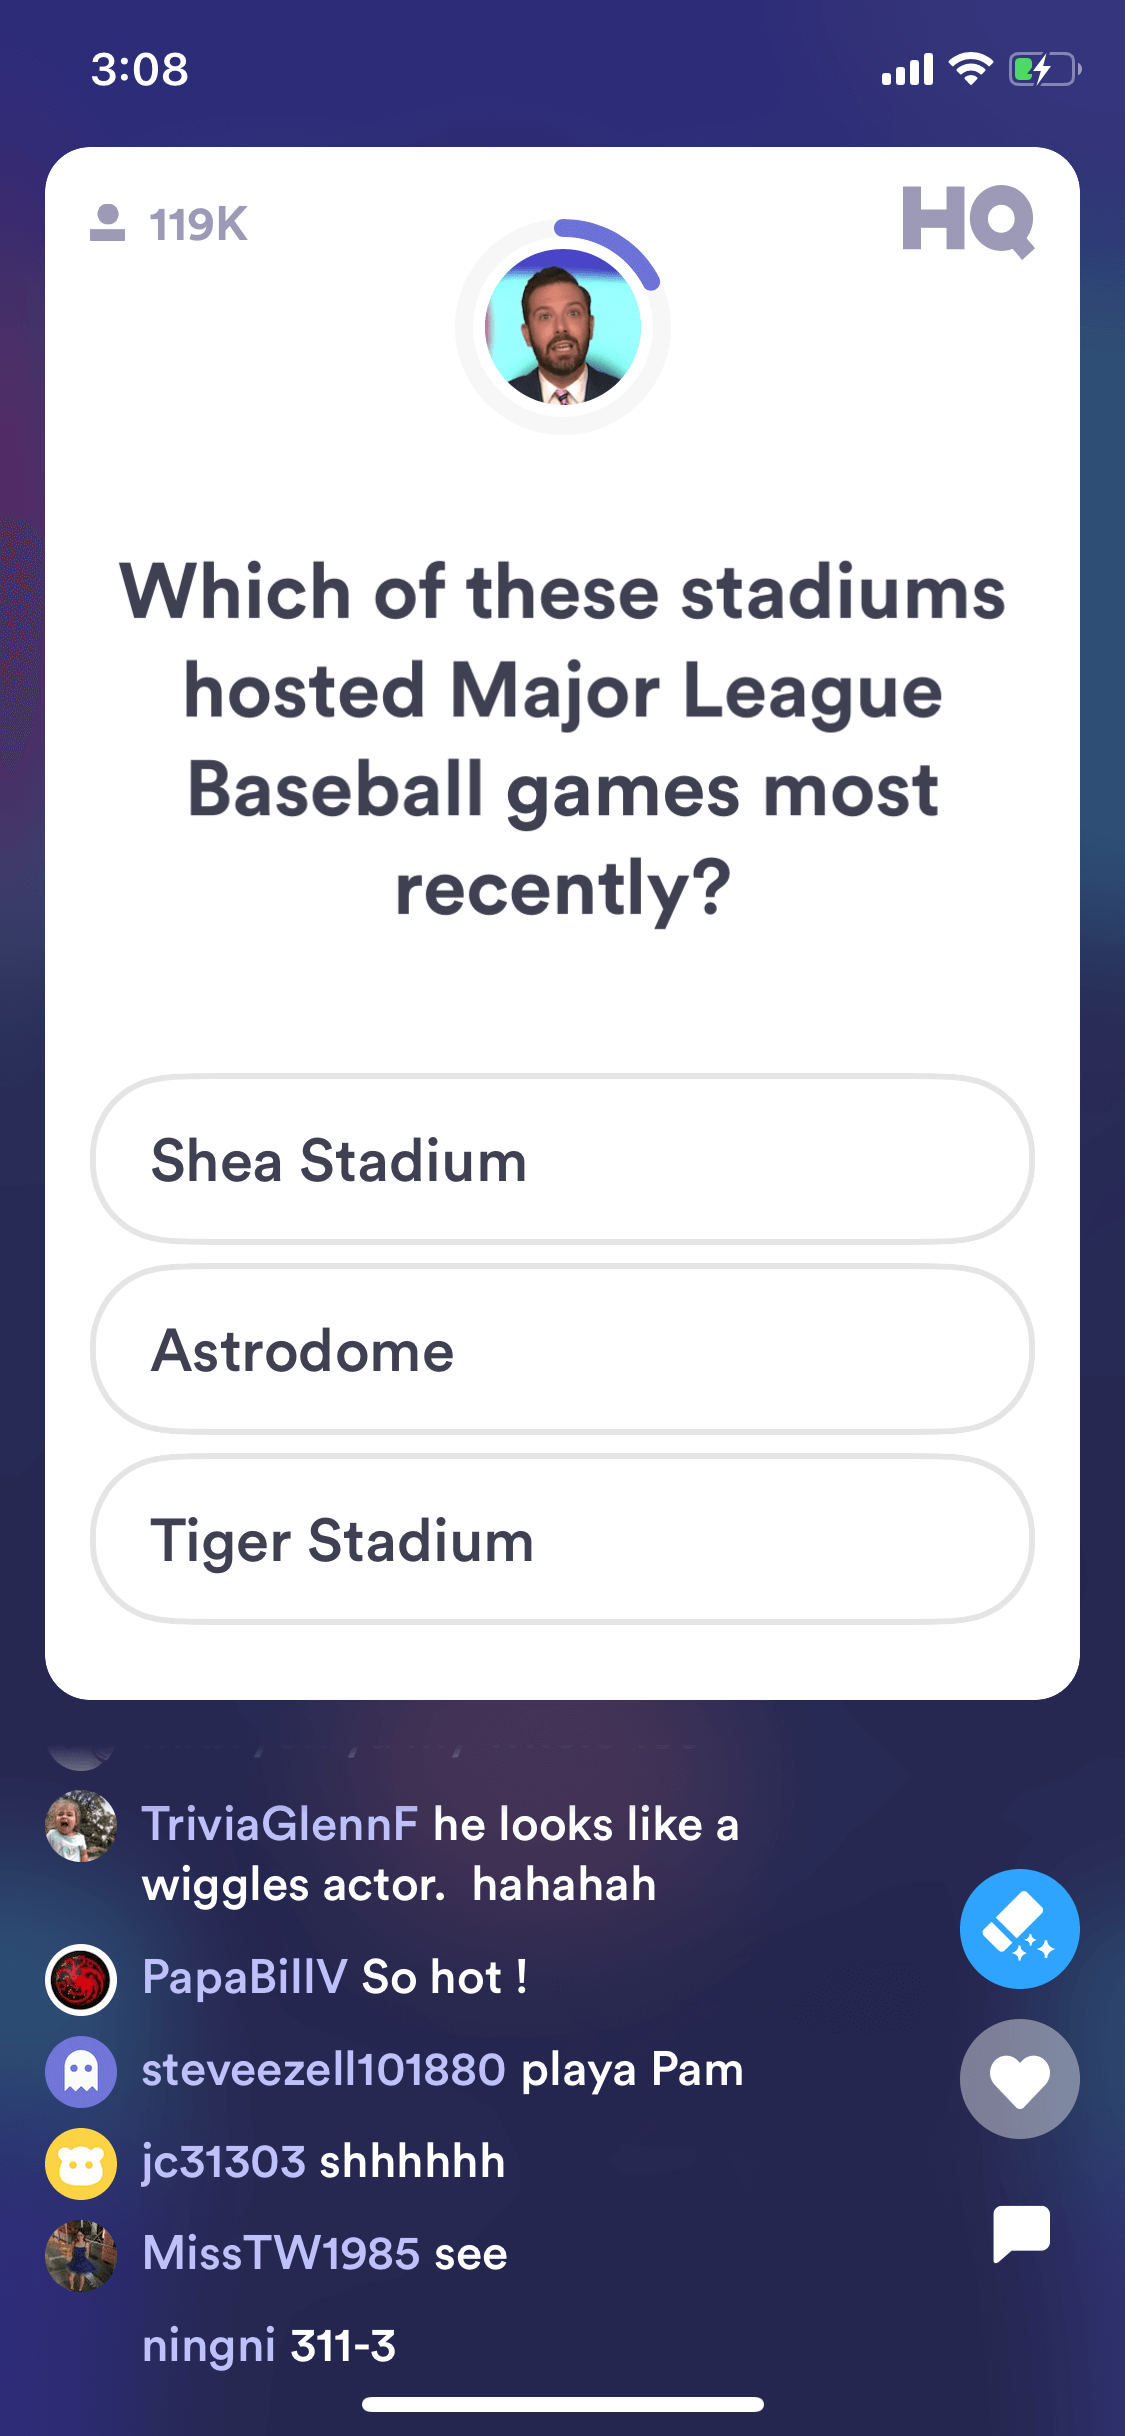 3:08
119K
HQ
Which of these stadiums
hosted Major League
Baseball games most
recently?
Shea Stadium
Astrodome
Tiger Stadium
TriviaGlennF he looks like a
wiggles actor. hahahah
PapaBillV So hot !
steveezell101880 playa Pam
jc31303 shhhhhh
MissTW1985 see
ningni 311-3